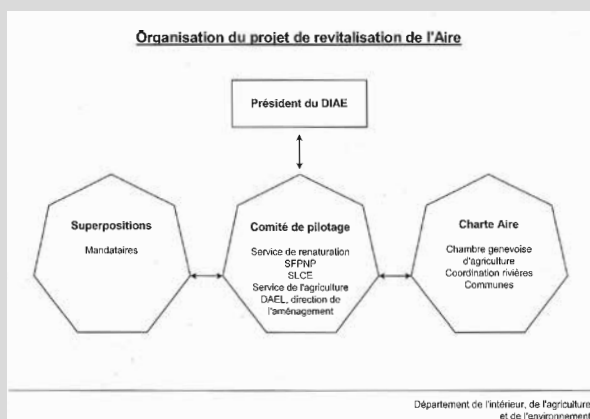 Organisation du projet de revitalisation de l'Aire
Président du DIAE
Superpositions
Mandataires
Comité de pilotage
Service de renaturation
SFPNP
SLCE
Service de l'agriculture
DAEL, direction de
l'aménagement
Charte Aire
Chambre genevoise
d'agriculture
Coordination rivières
Communes
Département de l'intérieur, de l'agriculture
et de l'environnement